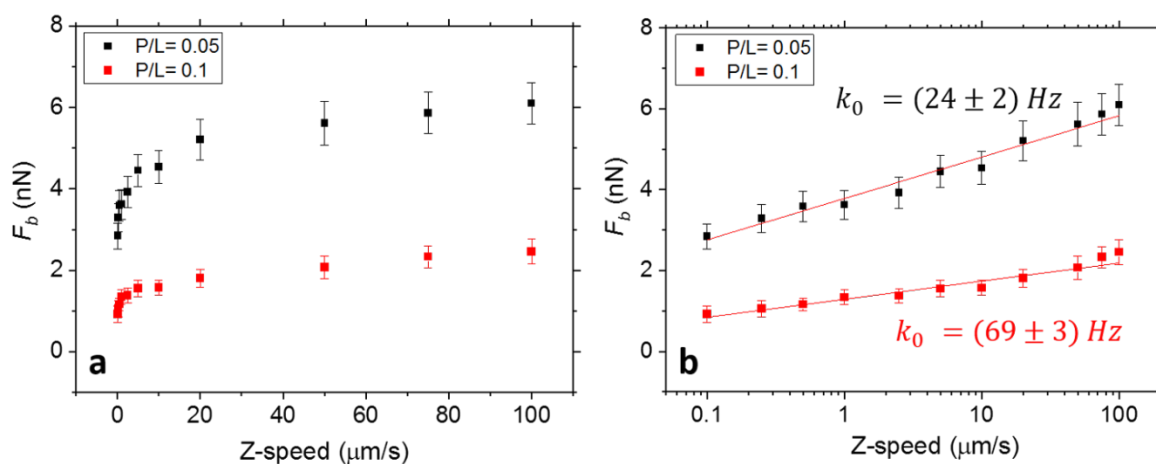 P/L= 0.05
P/L= 0.1
8
6
4
2
0
F_b (nN)
a
0 20 40 60 80 100
Z-speed (μm/s)
P/L= 0.05
P/L= 0.1
k_0 = (24 ± 2) Hz
8
6
4
2
0
F_b (nN)
k_0 = (69 ± 3) Hz
b
0.1 1 10 100
Z-speed (μm/s)